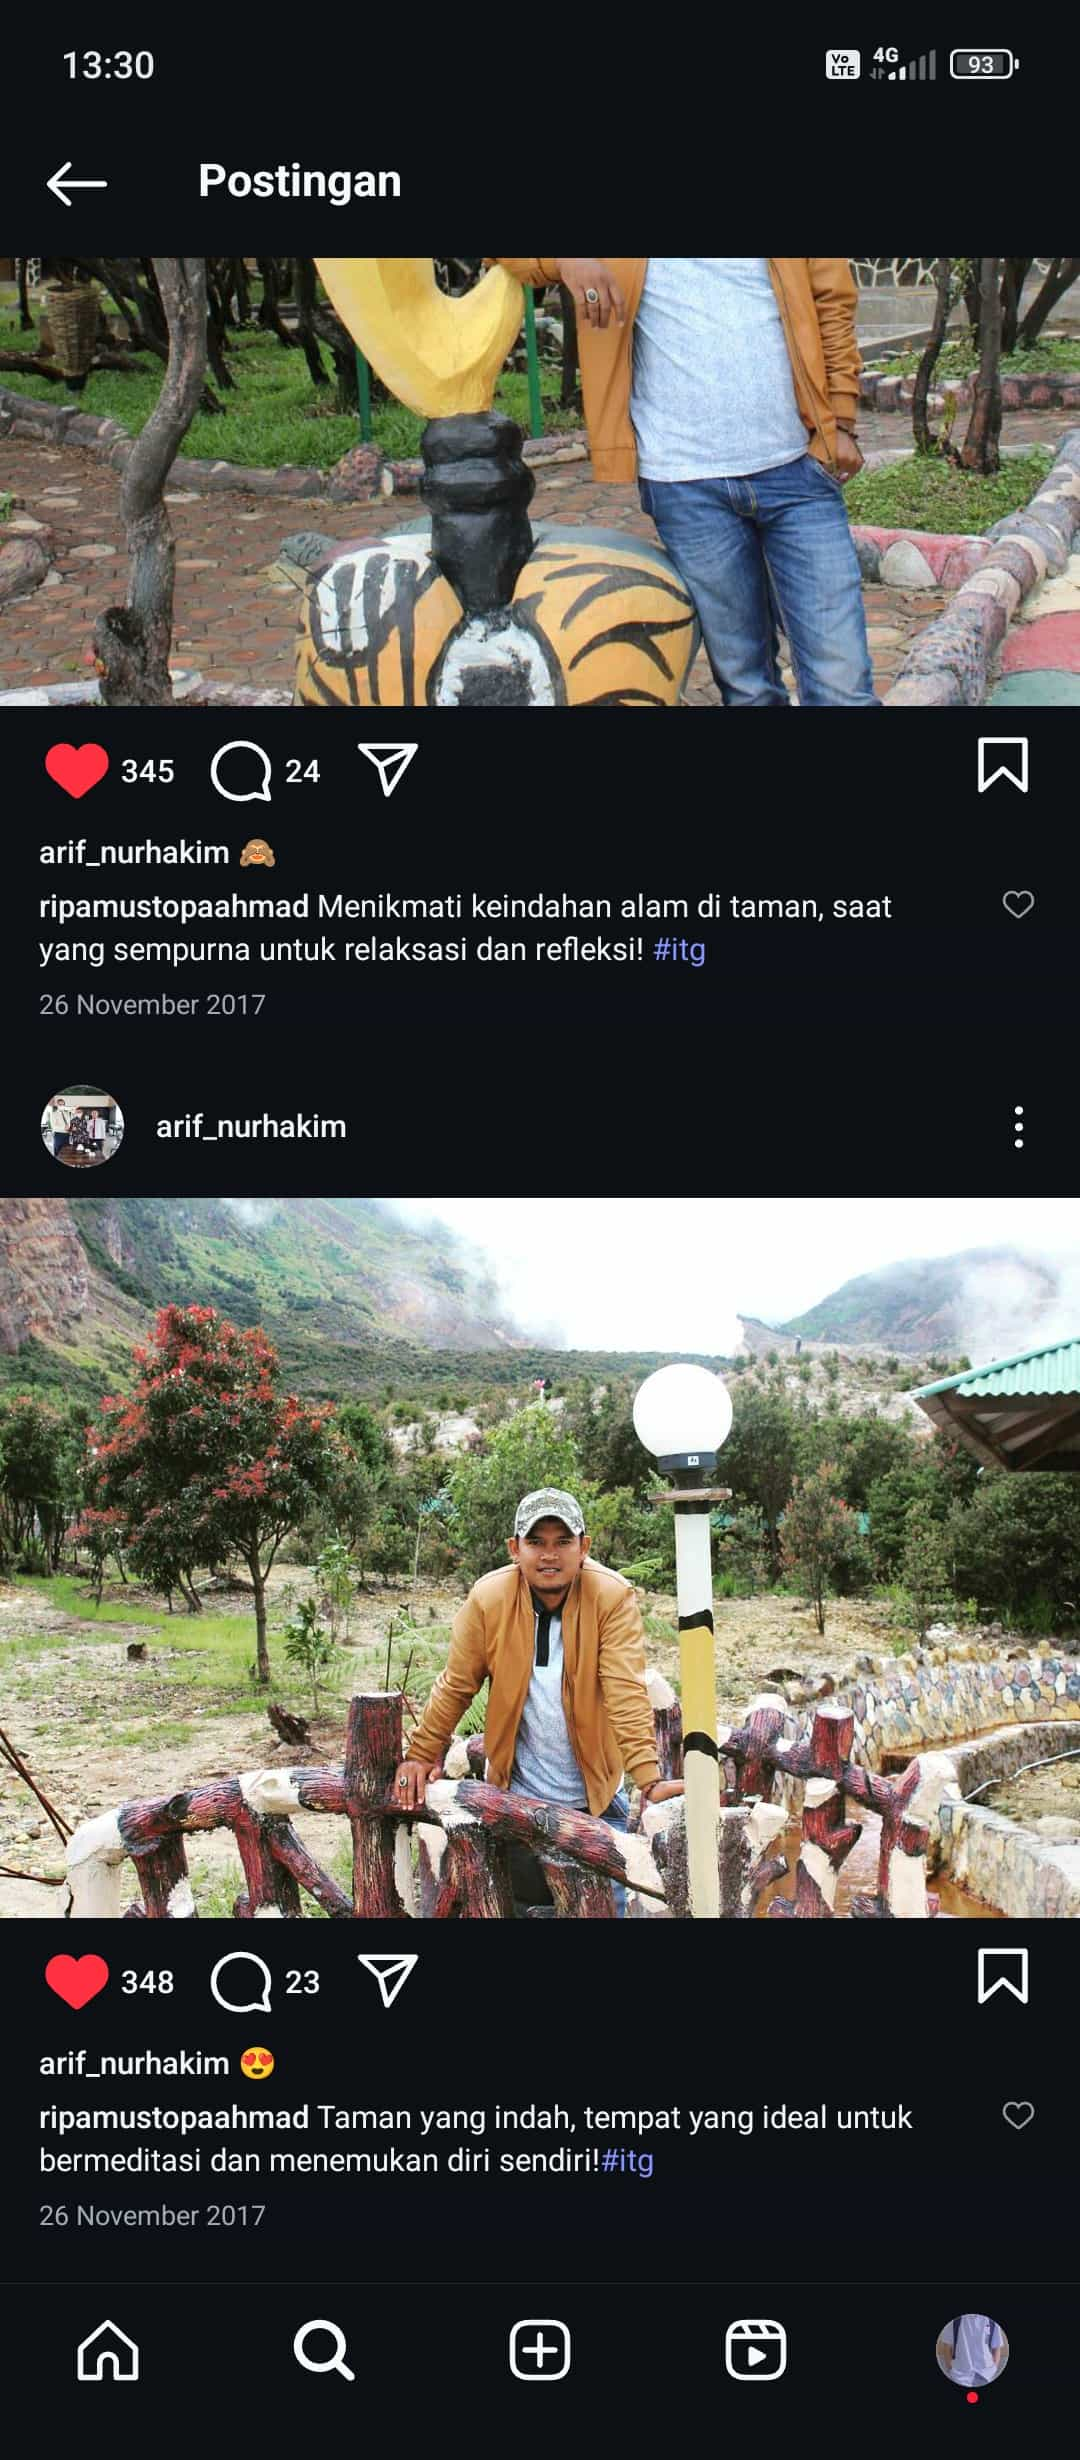 13:30
Vo LTE 4G 93
Postingan
345 24
arif_nurhakim 🙈
ripamustopaahmad Menikmati keindahan alam di taman, saat
yang sempurna untuk relaksasi dan refleksi! #itg
26 November 2017
arif_nurhakim
348 23
arif_nurhakim 😍
ripamustopaahmad Taman yang indah, tempat yang ideal untuk
bermeditasi dan menemukan diri sendiri!#itg
26 November 2017